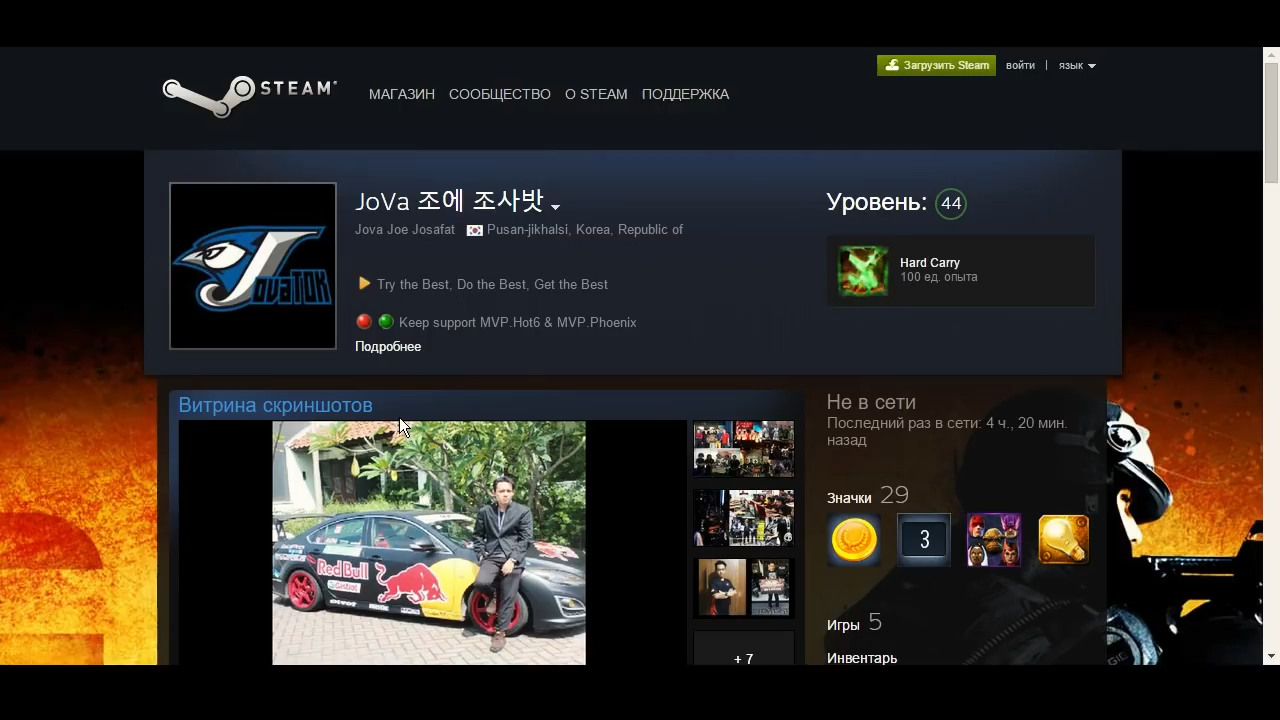 Загрузить Steam войти | язык
STEAM®
МАГАЗИН СООБЩЕСТВО О STEAM ПОДДЕРЖКА
JoVa 조에 조사밧
Jova Joe Josafat Pusan-jikhalsi, Korea, Republic of
Try the Best, Do the Best, Get the Best
Keep support MVP.Hot6 & MVP.Phoenix
Подробнее
JovaTOK
Уровень: 44
Hard Carry
100 ед. опыта
Витрина скриншотов
Red Bull
+ 7
Не в сети
Последний раз в сети: 4 ч., 20 мин.
назад
Значки 29
3
Игры 5
Инвентарь